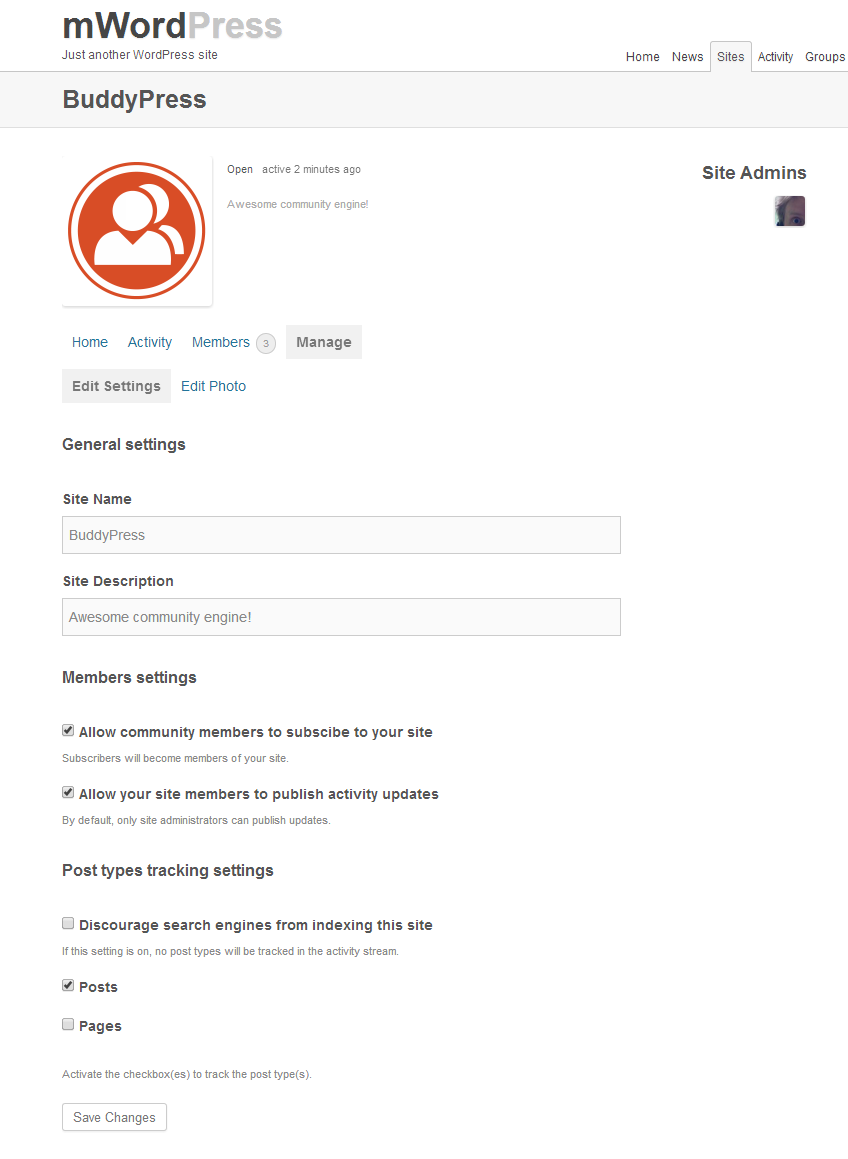 mWordPress
Just another WordPress site
Home News Sites Activity Groups
BuddyPress
Open active 2 minutes ago
Site Admins
Awesome community engine!
Home Activity Members 3 Manage
Edit Settings Edit Photo
General settings
Site Name
BuddyPress
Site Description
Awesome community engine!
Members settings
Allow community members to subscibe to your site
Subscribers will become members of your site.
Allow your site members to publish activity updates
By default, only site administrators can publish updates.
Post types tracking settings
Discourage search engines from indexing this site
If this setting is on, no post types will be tracked in the activity stream.
Posts
Pages
Activate the checkbox(es) to track the post type(s).
Save Changes